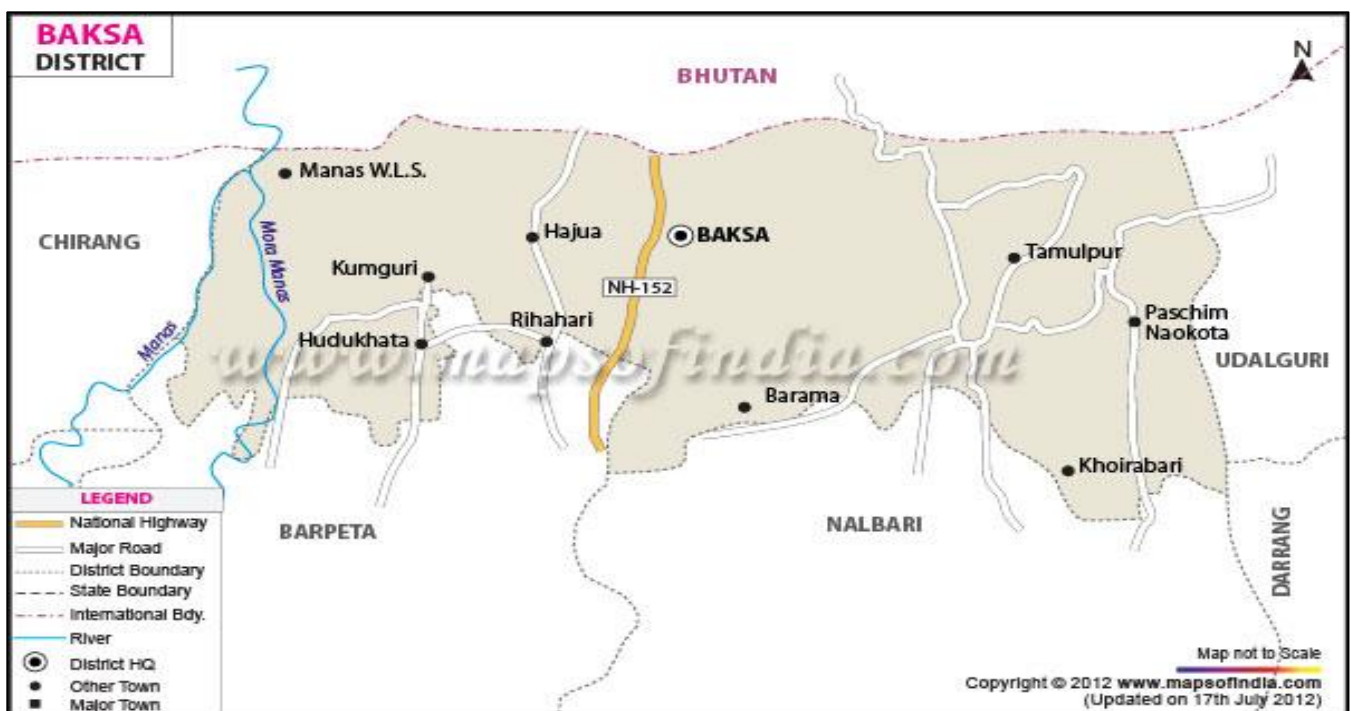 BAKSA
DISTRICT
BHUTAN
N
Manas W.L.S.
CHIRANG
Mora Manas
Hajua
BAKSA
Kumguri
Tamulpur
NH-152
Manas
Hudukhata
Rihahari
Paschim
Naokota
UDALGURI
www.mapsofindia.com
Barama
Khoirabari
BARPETA
NALBARI
DARRANG
LEGEND
National Highway
Major Road
District Boundary
State Boundary
International Bdy.
River
District HQ
Other Town
Major Town
Map not to Scale
Copyright © 2012 www.mapsofindia.com
(Updated on 17th July 2012)